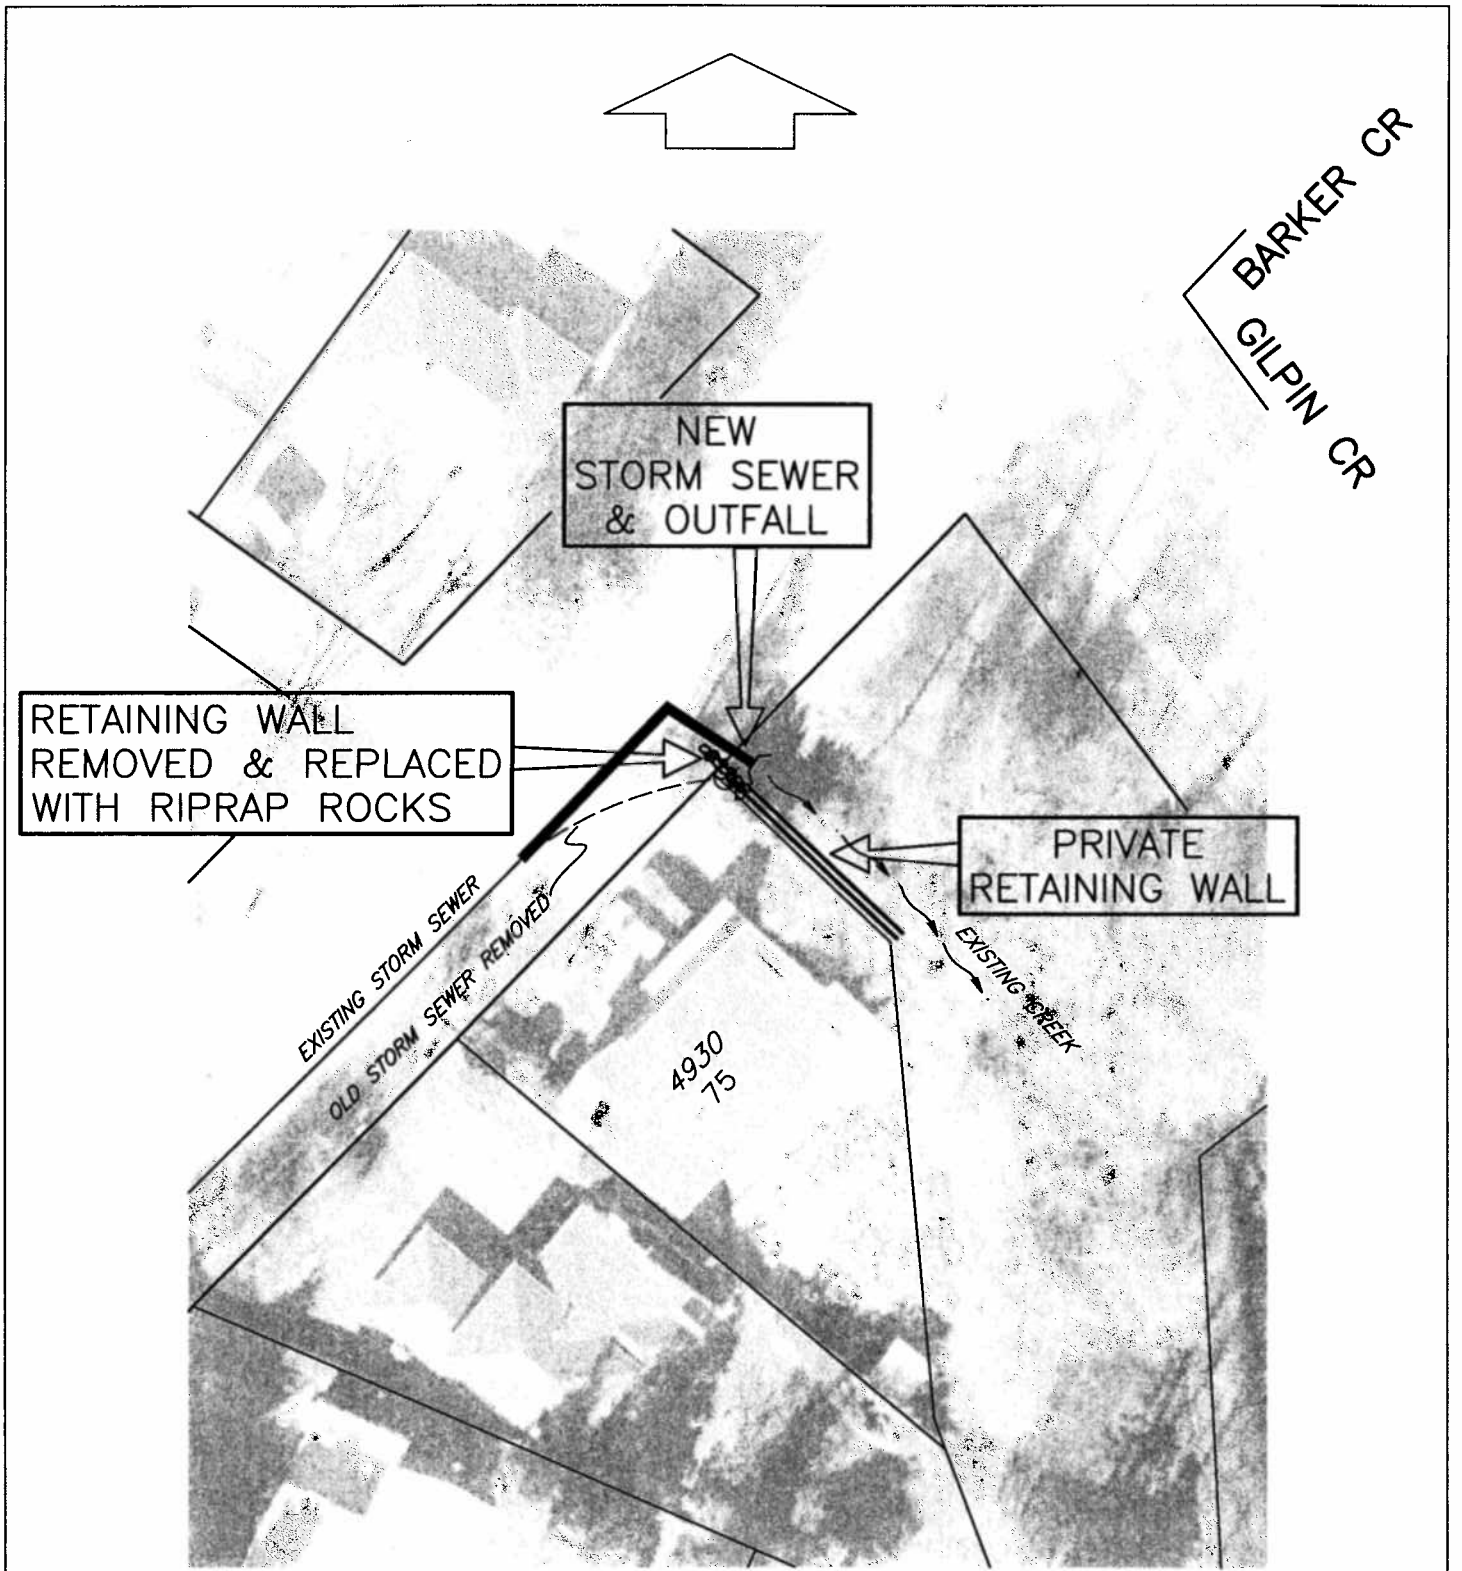 BARKER CR
GILPIN CR
NEW
STORM SEWER
& OUTFALL
RETAINING WALL
REMOVED & REPLACED
WITH RIPRAP ROCKS
PRIVATE
RETAINING WALL
EXISTING STORM SEWER
OLD STORM SEWER REMOVED
EXISTING CREEK
4930
75